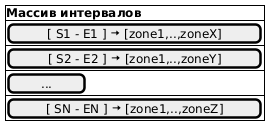 Массив интервалов
[ S1 - E1 ] → [zone1,..,zoneX]
[ S2 - E2 ] → [zone1,..,zoneY]
...
[ SN - EN ] → [zone1,..,zoneZ]